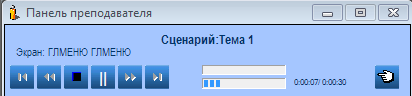 Панель преподавателя
Сценарий:Тема 1
Экран: ГЛМЕНЮ ГЛМЕНЮ
0:00:07/ 0:00:30